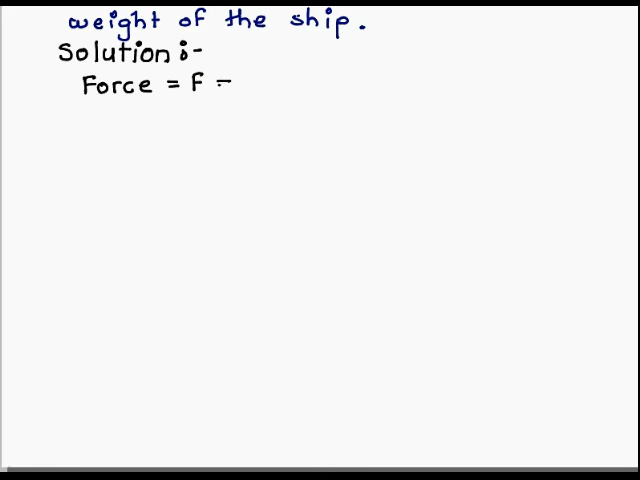 weight of the ship.
Solution :-
Force = F =